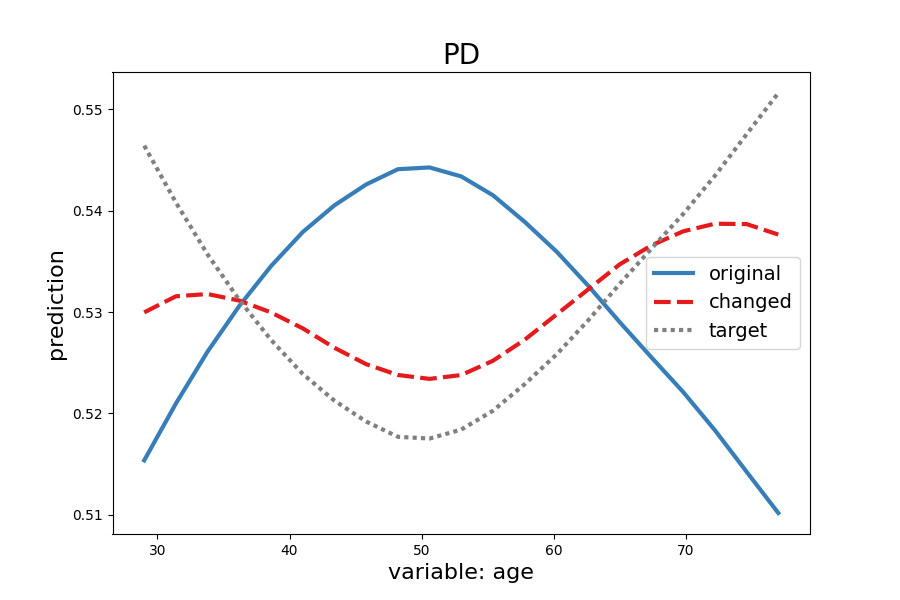 PD
prediction
0.55
0.54
0.53
0.52
0.51
original
changed
target
30 40 50 60 70
variable: age